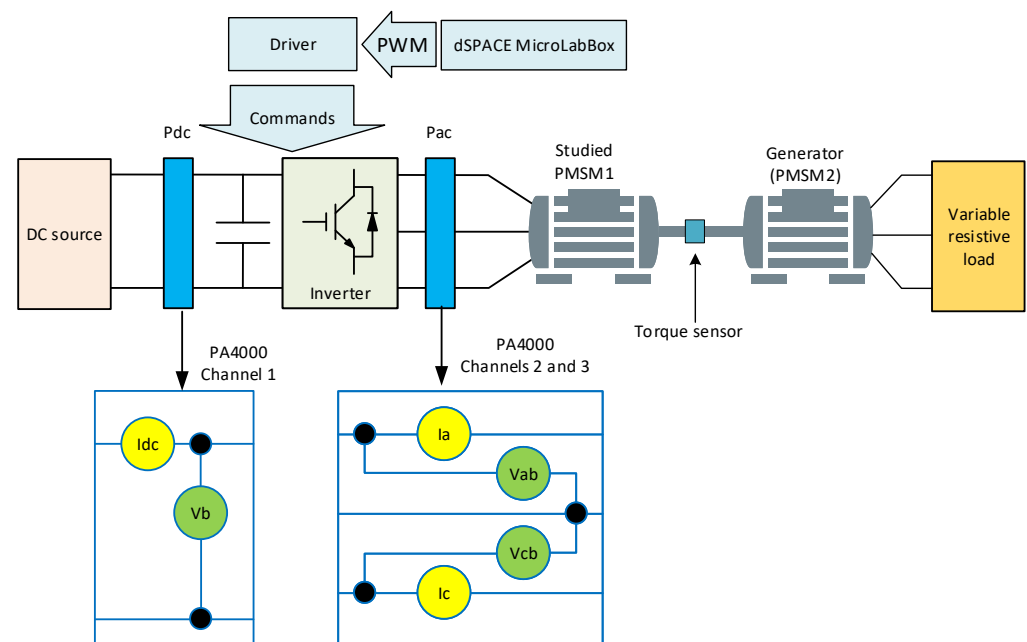 Driver
PWM
dSPACE MicroLabBox
Commands
Pdc
Pac
Studied
PMSM1
Generator
(PMSM2)
DC source
Inverter
Variable
resistive
load
Torque sensor
PA4000
Channel 1
PA4000
Channels 2 and 3
Idc
Vb
Ia
Vab
Vcb
Ic